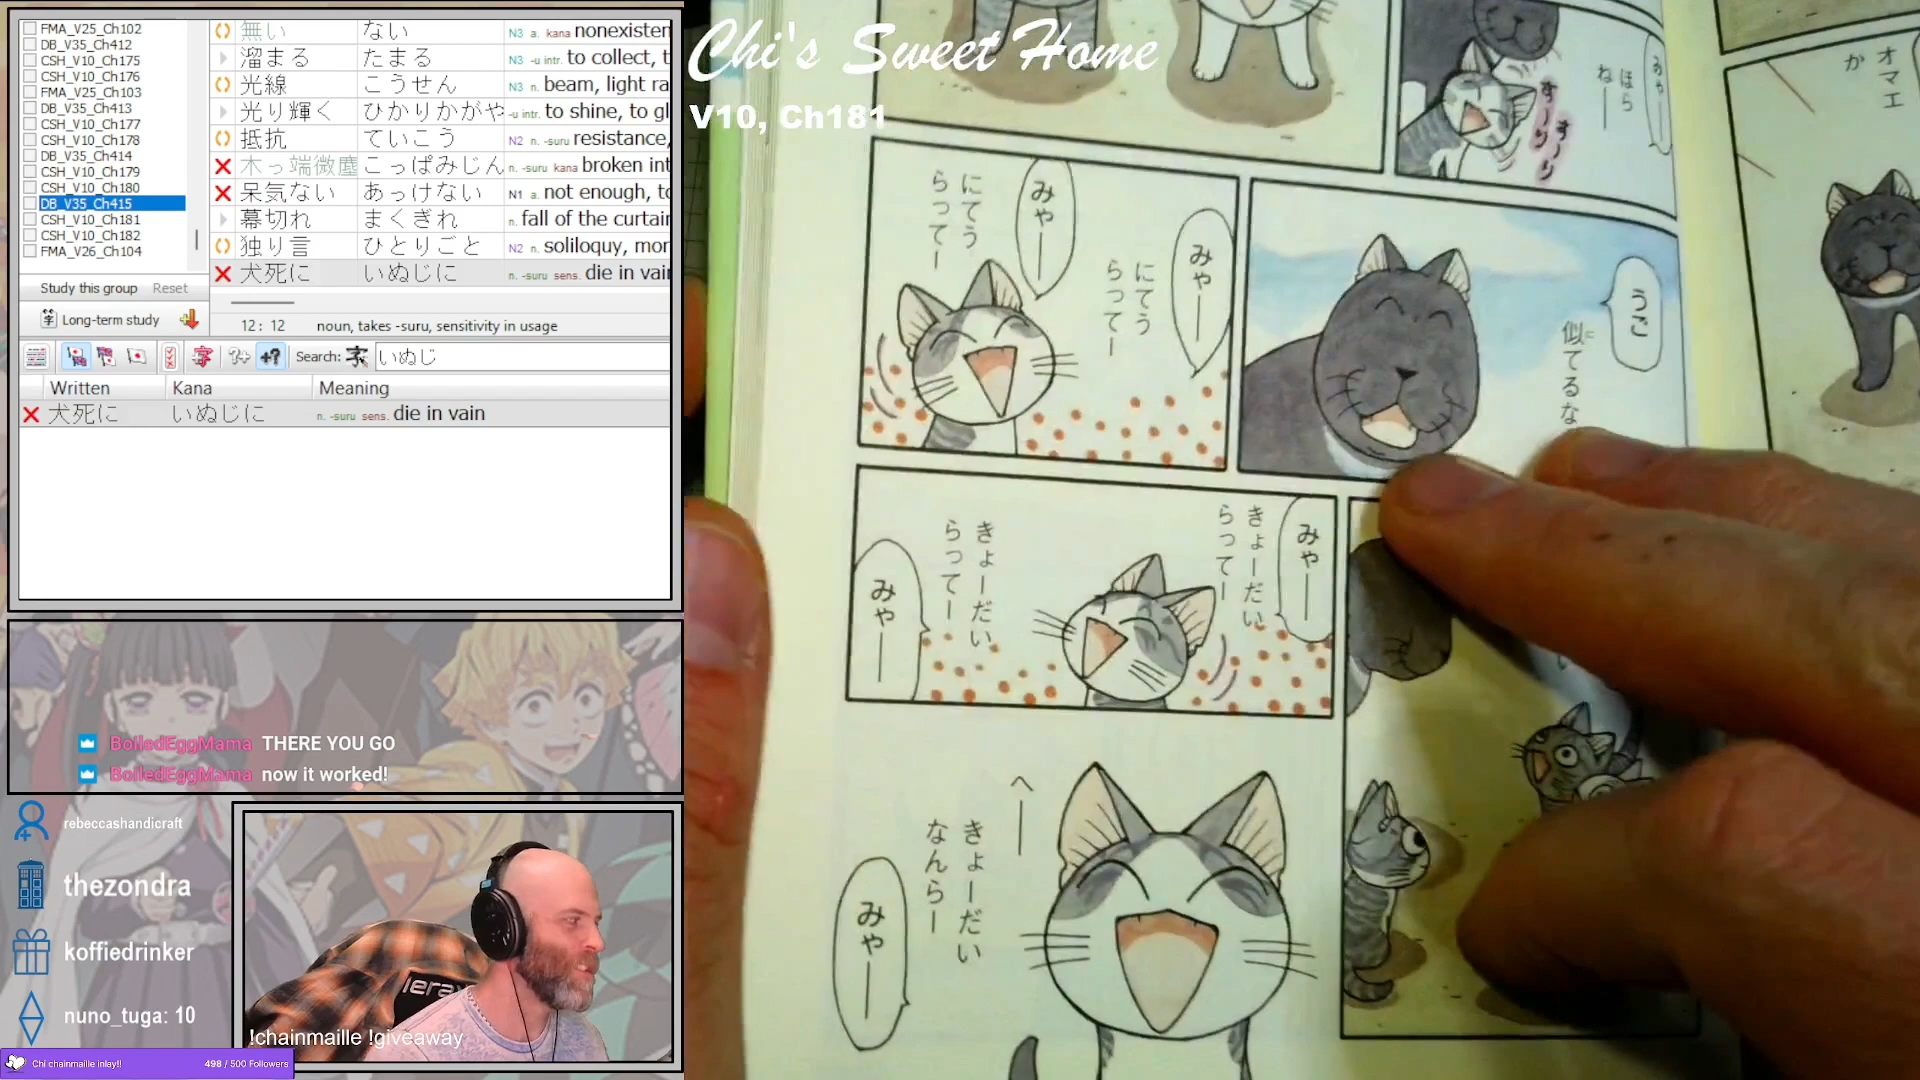 FMA_V25_Ch102
DB_V35_Ch412
CSH_V10_Ch175
CSH_V10_Ch176
FMA_V25_Ch103
DB_V35_Ch413
CSH_V10_Ch177
CSH_V10_Ch178
DB_V35_Ch414
CSH_V10_Ch179
CSH_V10_Ch180
DB_V35_Ch415
CSH_V10_Ch181
CSH_V10_Ch182
FMA_V26_Ch104
Study this group Reset
Long-term study
無い ない N3 a. kana nonexisten
溜まる たまる N3 -u intr. to collect, t
光線 こうせん N3 n. beam, light ra
光り輝く ひかりかがや -u intr. to shine, to gl
抵抗 ていこう N2 n. -suru resistance,
木っ端微塵 こっぱみじん n. -suru kana broken int
呆気ない あっけない N1 a. not enough, to
幕切れ まくぎれ n. fall of the curtain
独り言 ひとりごと N2 n. soliloquy, mor
犬死に いぬじに n. -suru sens. die in vain
12: 12 noun, takes -suru, sensitivity in usage
Search: いぬじ
Written Kana Meaning
犬死に いぬじに n. -suru sens. die in vain
BoiledEggMama THERE YOU GO
BoiledEggMama now it worked!
rebeccashandicraft
thezondra
koffiedrinker
nuno_tuga: 10
!chainmaille !giveaway
Chi chainmaille inlay!!
498 / 500 Followers
Chi's Sweet Home
V10, Ch181
オマエ
か
みゃー
ほら
ねー
すーりすーり
うご
似てるな
みゃー
にてう
らってー
みゃー
にてう
らってー
みゃー
きょーだい
らってー
きょーだい
らってー
みゃー
へー
きょーだい
なんらー
みゃー